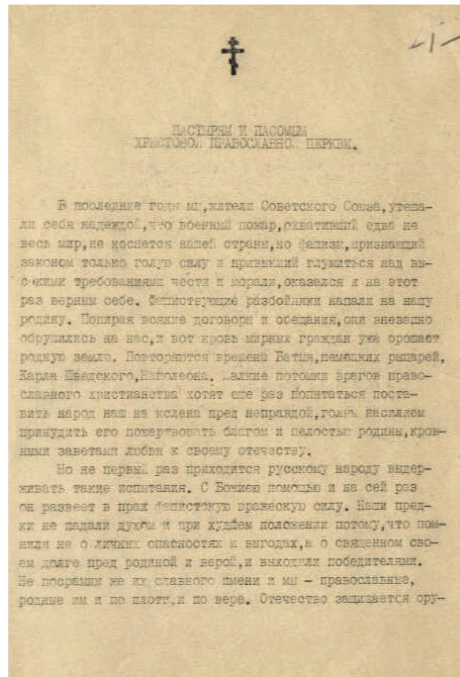 -1-
ПАСТЫРЯМ И ПАСОМЫМ
ХРИСТОВОЙ ПРАВОСЛАВНОЙ ЦЕРКВИ.
В последние годы мы,жители Советского Союза,утеша-
ли себя надеждой,что военный пожар,охвативший едва не
весь мир,не коснется нашей страны,но фашизм,признающий
законом только голую силу и привыкший глумиться над вы-
сокими требованиями чести и морали,оказался и на этот
раз верным себе. Фашиствующие разбойники напали на нашу
родину. Попирая всякие договоры и обещания,они внезапно
обрушились на нас,и вот кровь мирных граждан уже орошает
родную землю. Повторяются времена Батыя,немецких рыцарей,
Карла Шведского,Наполеона. Жалкие потомки врагов право-
славного христианства хотят еще раз попытаться поста-
вить народ наш на колена пред неправдой,голым насилием
принудить его пожертвовать благом и целостью родины,кров-
ными заветами любви к своему отечеству.
Но не первый раз приходится русскому народу выдер-
живать такие испытания. С Божиею помощью и на сей раз
он развеет в прах фашистскую вражескую силу. Наши пред-
ки не падали духом и при худшем положении потому,что пом-
нили не о личных опасностях и выгодах,а о священном сво-
ем долге пред родиной и верой,и выходили победителями.
Не посрамим же их славного имени и мы - православные,
родные им и по плоти,и по вере. Отечество защищается ору-